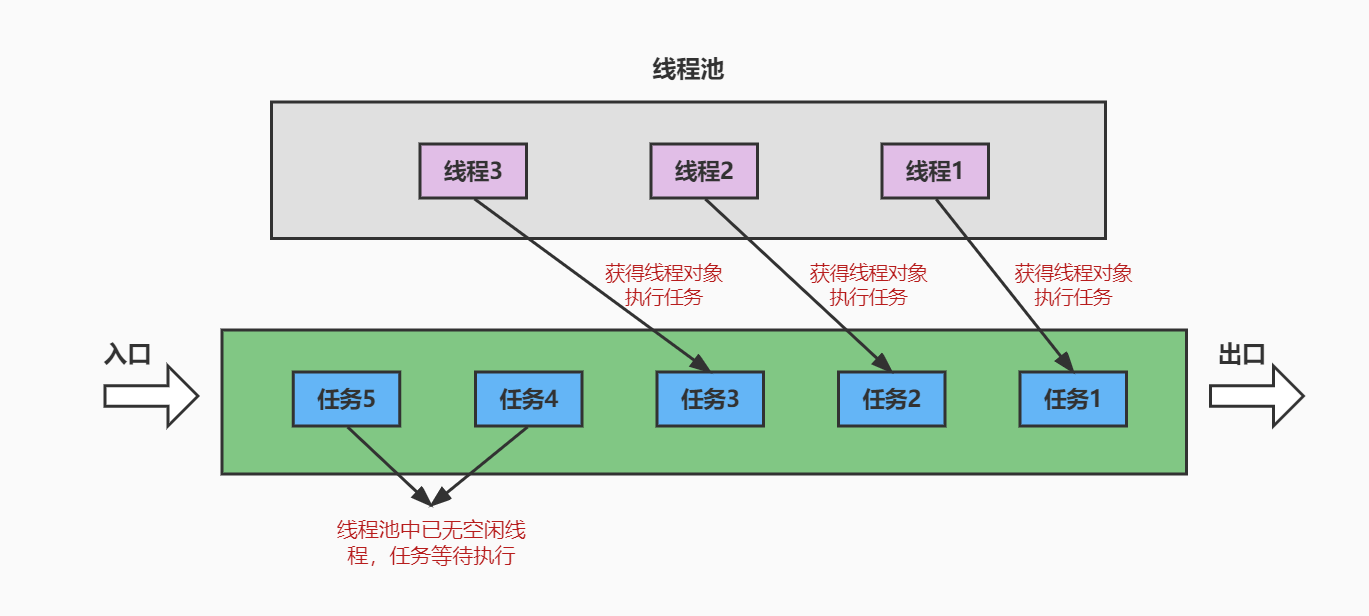 线程池
线程3
线程2
线程1
获得线程对象
执行任务
获得线程对象
执行任务
获得线程对象
执行任务
入口
出口
任务5
任务4
任务3
任务2
任务1
线程池中已无空闲线
程，任务等待执行